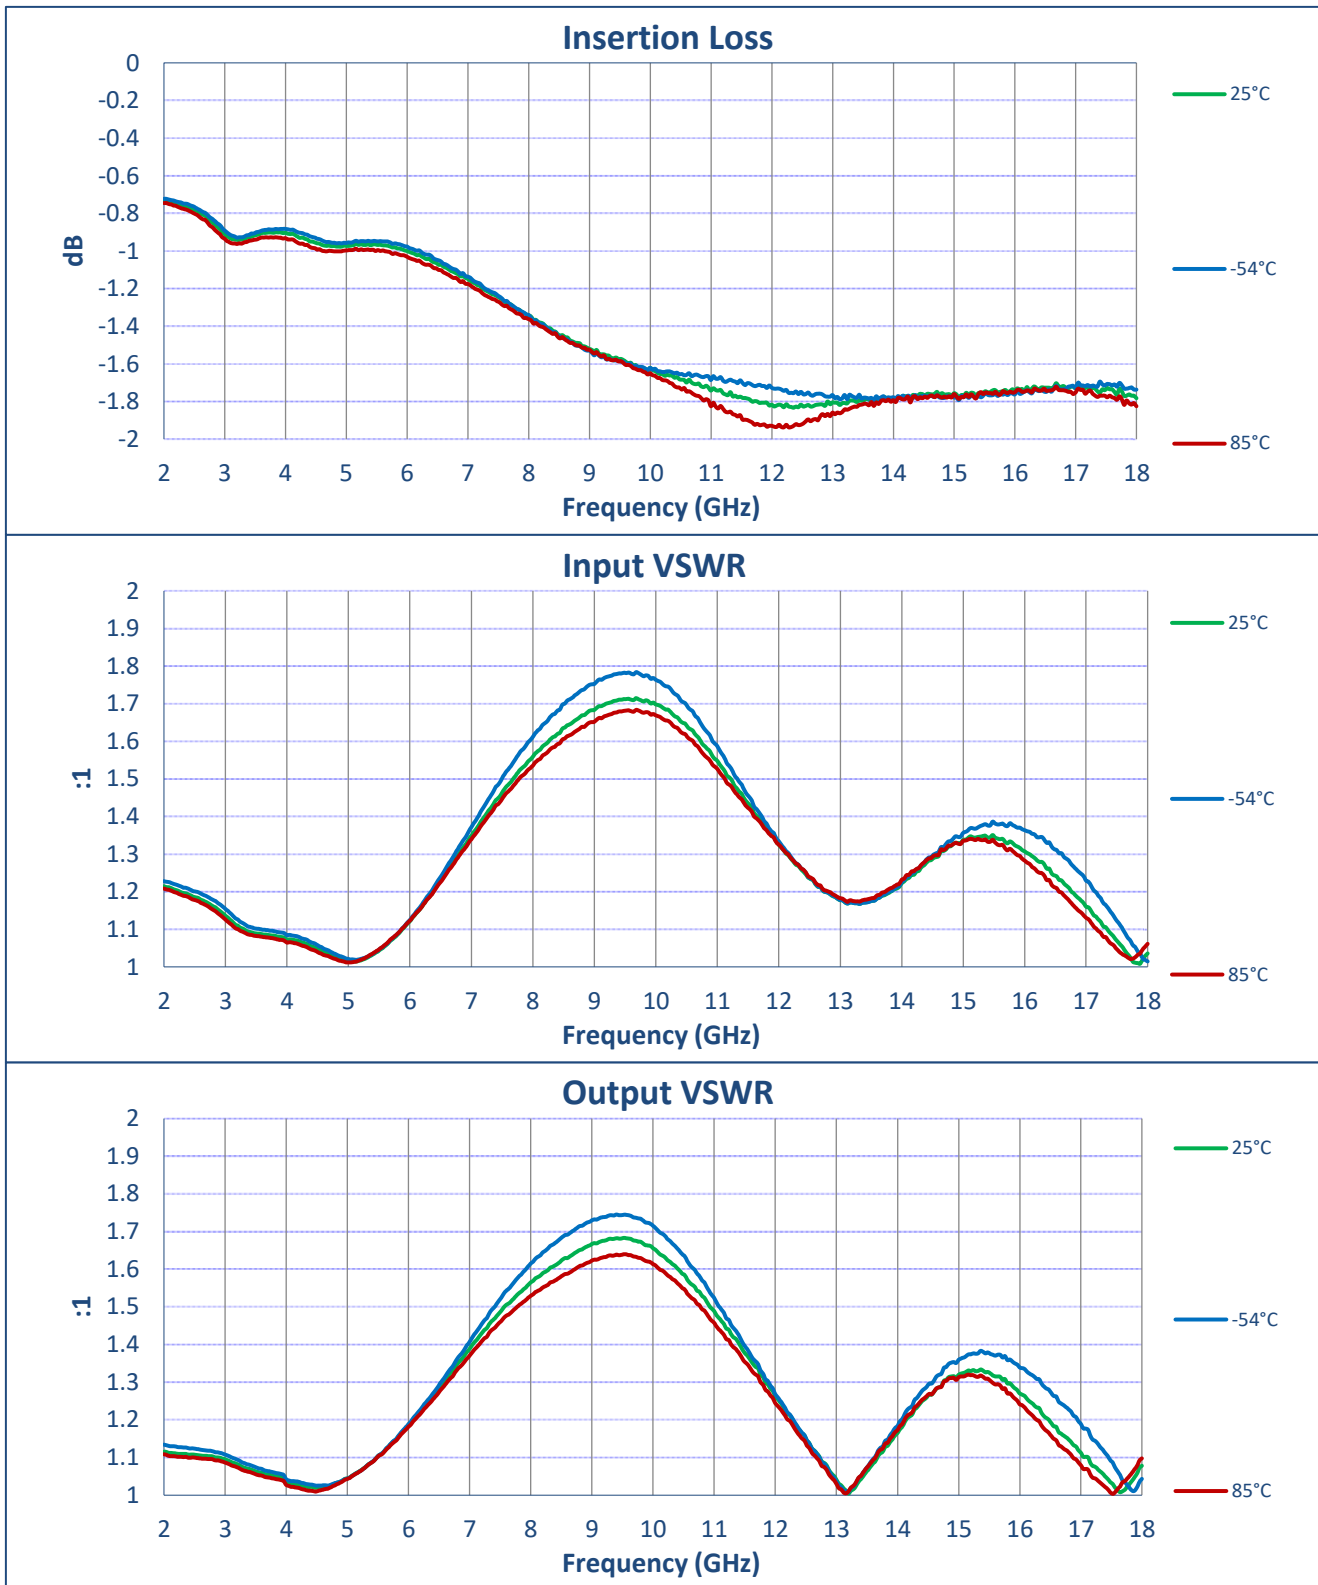 Insertion Loss
0
-0.2
-0.4
-0.6
-0.8
-1
-1.2
-1.4
-1.6
-1.8
-2
dB
2 3 4 5 6 7 8 9 10 11 12 13 14 15 16 17 18
Frequency (GHz)
25°C
-54°C
85°C
Input VSWR
2
1.9
1.8
1.7
1.6
1.5
1.4
1.3
1.2
1.1
1
:1
2 3 4 5 6 7 8 9 10 11 12 13 14 15 16 17 18
Frequency (GHz)
25°C
-54°C
85°C
Output VSWR
2
1.9
1.8
1.7
1.6
1.5
1.4
1.3
1.2
1.1
1
:1
2 3 4 5 6 7 8 9 10 11 12 13 14 15 16 17 18
Frequency (GHz)
25°C
-54°C
85°C